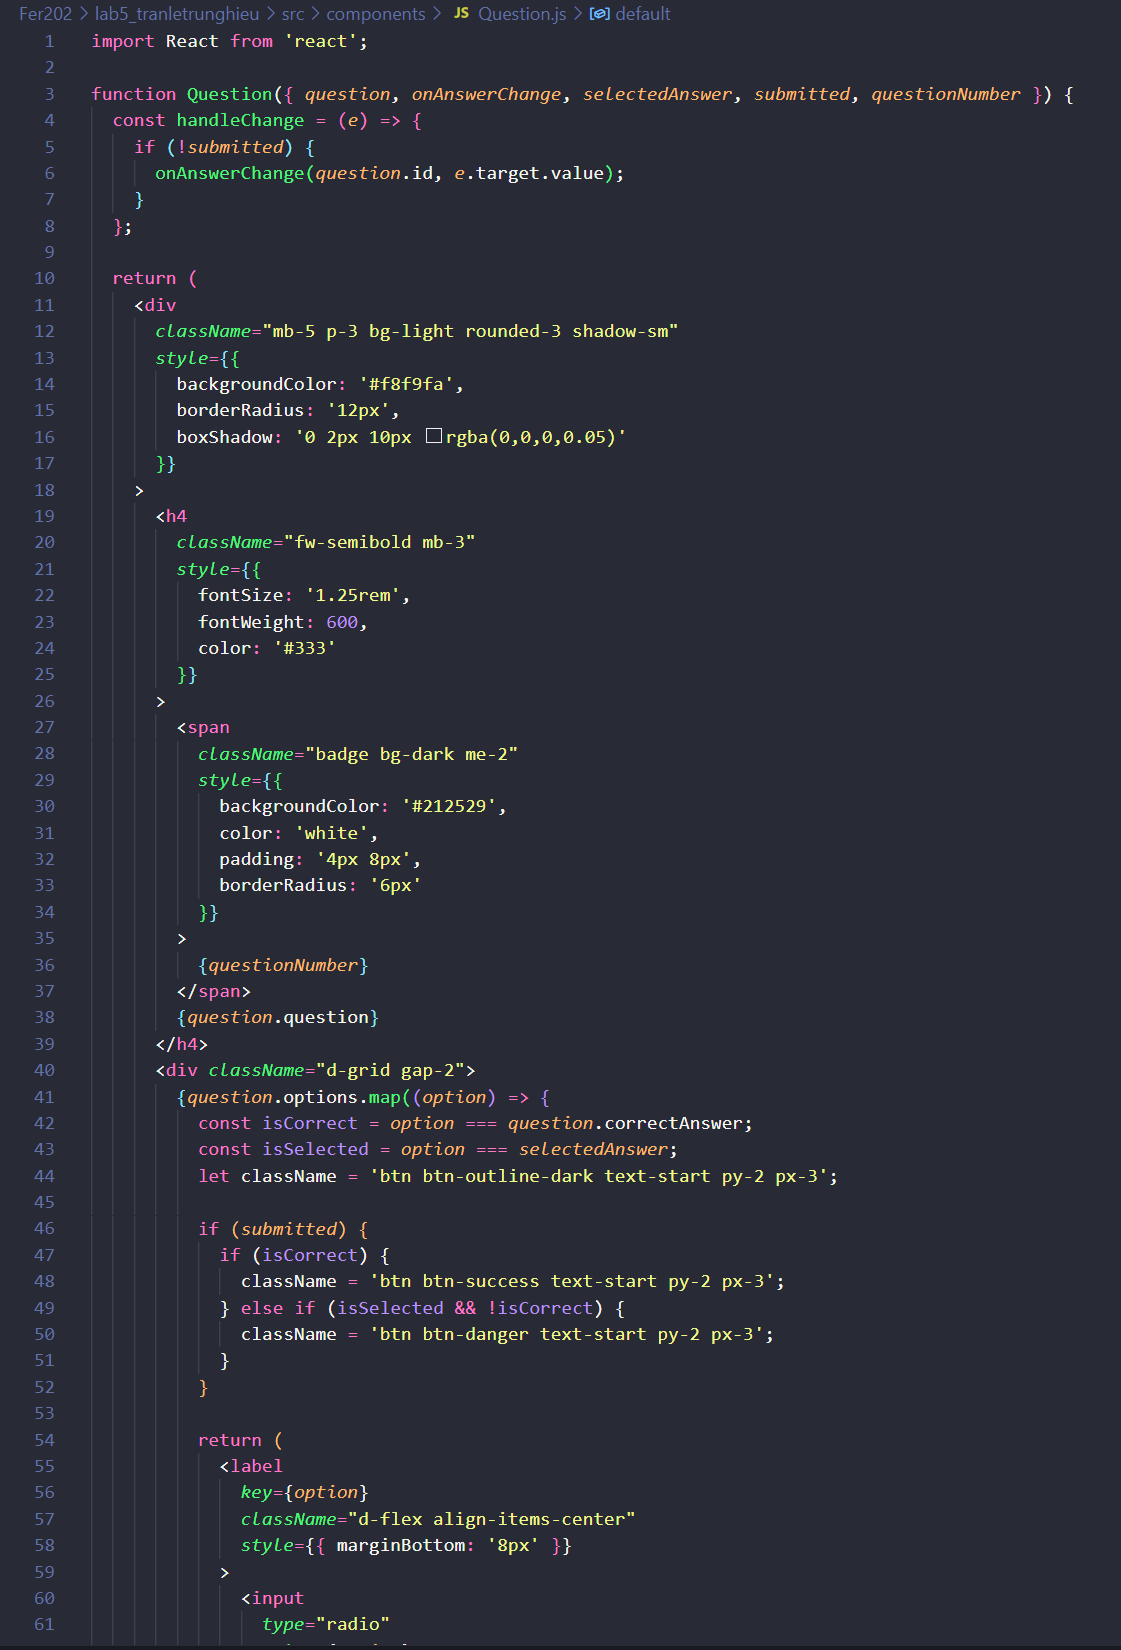 Fer202 > lab5_tranletrunghieu > src > components > JS Question.js > default
1 import React from 'react';
2
3 function Question({ question, onAnswerChange, selectedAnswer, submitted, questionNumber }) {
4   const handleChange = (e) => {
5     if (!submitted) {
6       onAnswerChange(question.id, e.target.value);
7     }
8   };
9
10   return (
11     <div
12       className="mb-5 p-3 bg-light rounded-3 shadow-sm"
13       style={{
14         backgroundColor: '#f8f9fa',
15         borderRadius: '12px',
16         boxShadow: '0 2px 10px rgba(0,0,0,0.05)'
17       }}
18     >
19       <h4
20         className="fw-semibold mb-3"
21         style={{
22           fontSize: '1.25rem',
23           fontWeight: 600,
24           color: '#333'
25         }}
26       >
27         <span
28           className="badge bg-dark me-2"
29           style={{
30             backgroundColor: '#212529',
31             color: 'white',
32             padding: '4px 8px',
33             borderRadius: '6px'
34           }}
35         >
36           {questionNumber}
37         </span>
38         {question.question}
39       </h4>
40       <div className="d-grid gap-2">
41         {question.options.map((option) => {
42           const isCorrect = option === question.correctAnswer;
43           const isSelected = option === selectedAnswer;
44           let className = 'btn btn-outline-dark text-start py-2 px-3';
45
46           if (submitted) {
47             if (isCorrect) {
48               className = 'btn btn-success text-start py-2 px-3';
49             } else if (isSelected && !isCorrect) {
50               className = 'btn btn-danger text-start py-2 px-3';
51             }
52           }
53
54           return (
55             <label
56               key={option}
57               className="d-flex align-items-center"
58               style={{ marginBottom: '8px' }}
59             >
60               <input
61                 type="radio"